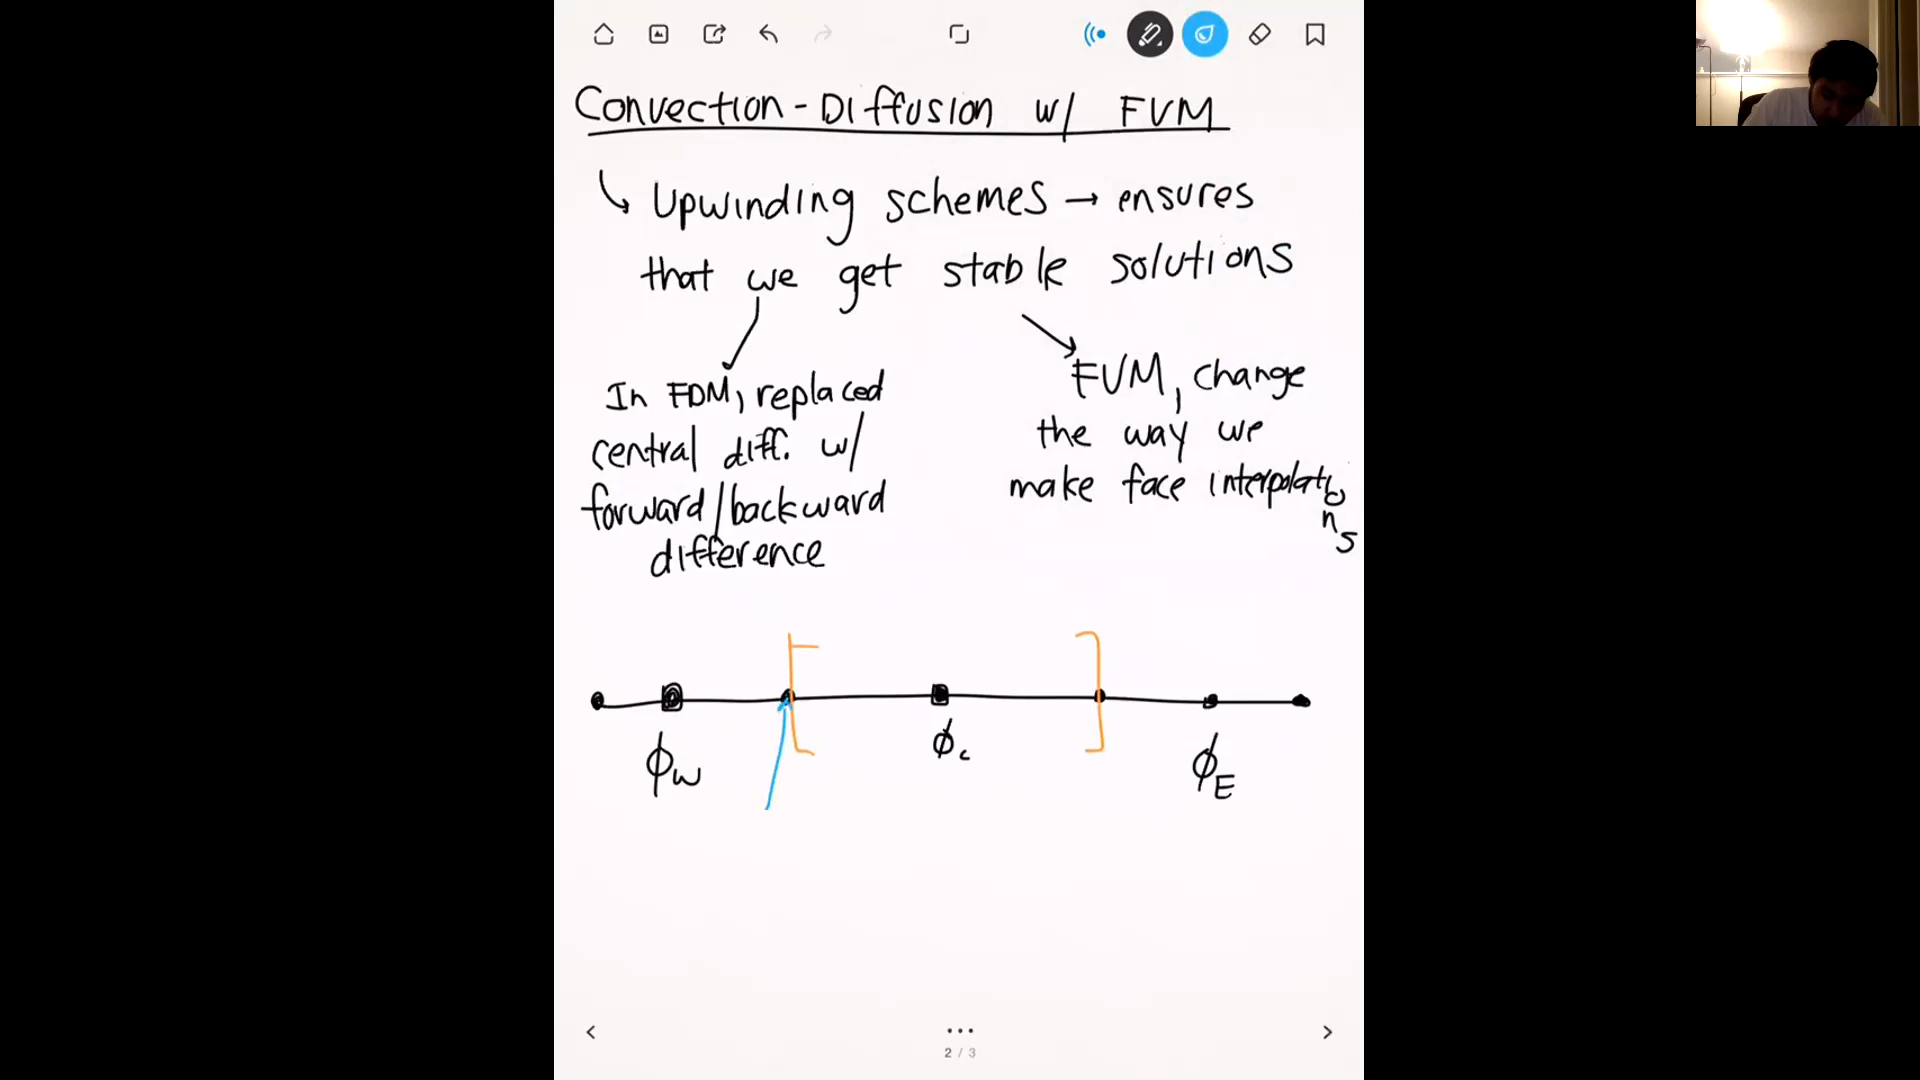 Convection - Diffusion w/ FVM
↳ Upwinding schemes → ensures
that we get stable solutions
In FDM, replaced
central diff. w/
forward/backward
difference
FVM, change
the way we
make face interpolations
ϕW
ϕc
ϕE
2 / 3